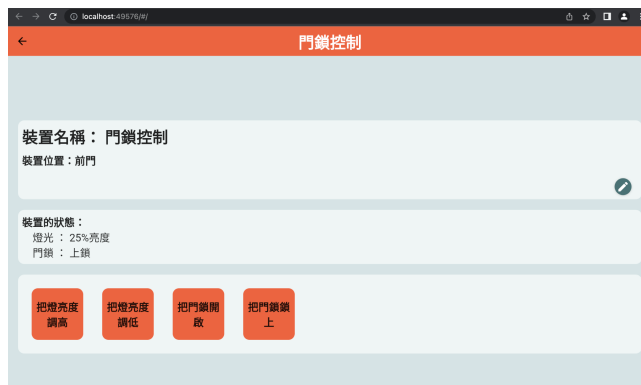 localhost:49576/#/
門鎖控制
裝置名稱： 門鎖控制
裝置位置：前門
裝置的狀態：
燈光 ： 25%亮度
門鎖 ： 上鎖
把燈亮度
調高
把燈亮度
調低
把門鎖開
啟
把門鎖鎖
上